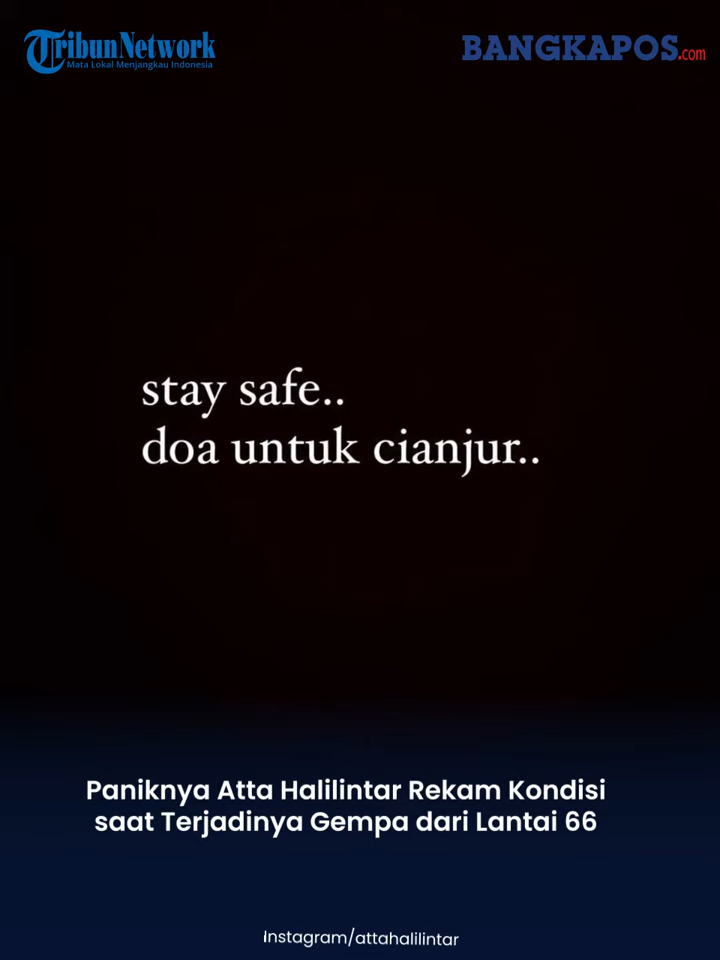 TribunNetwork
Mata Lokal Menjangkau Indonesia
BANGKAPOS.com
stay safe..
doa untuk cianjur..
Paniknya Atta Halilintar Rekam Kondisi
saat Terjadinya Gempa dari Lantai 66
Instagram/attahalilintar